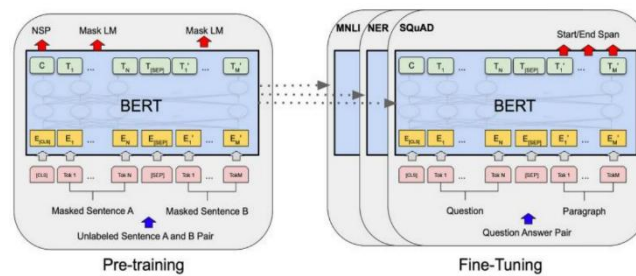 NSP Mask LM Mask LM
C T1 ... TN T[SEP] T1' ... TM'
BERT
E[CLS] E1 ... EN E[SEP] E1' ... EM'
[CLS] Tok 1 ... Tok N [SEP] Tok 1 ... TokM
Masked Sentence A Masked Sentence B
Unlabeled Sentence A and B Pair
Pre-training
MNLI NER SQuAD Start/End Span
C T1 ... TN T[SEP] T1' ... TM'
BERT
E[CLS] E1 ... EN E[SEP] E1' ... EM'
[CLS] Tok 1 ... Tok N [SEP] Tok 1 ... TokM
Question Paragraph
Question Answer Pair
Fine-Tuning